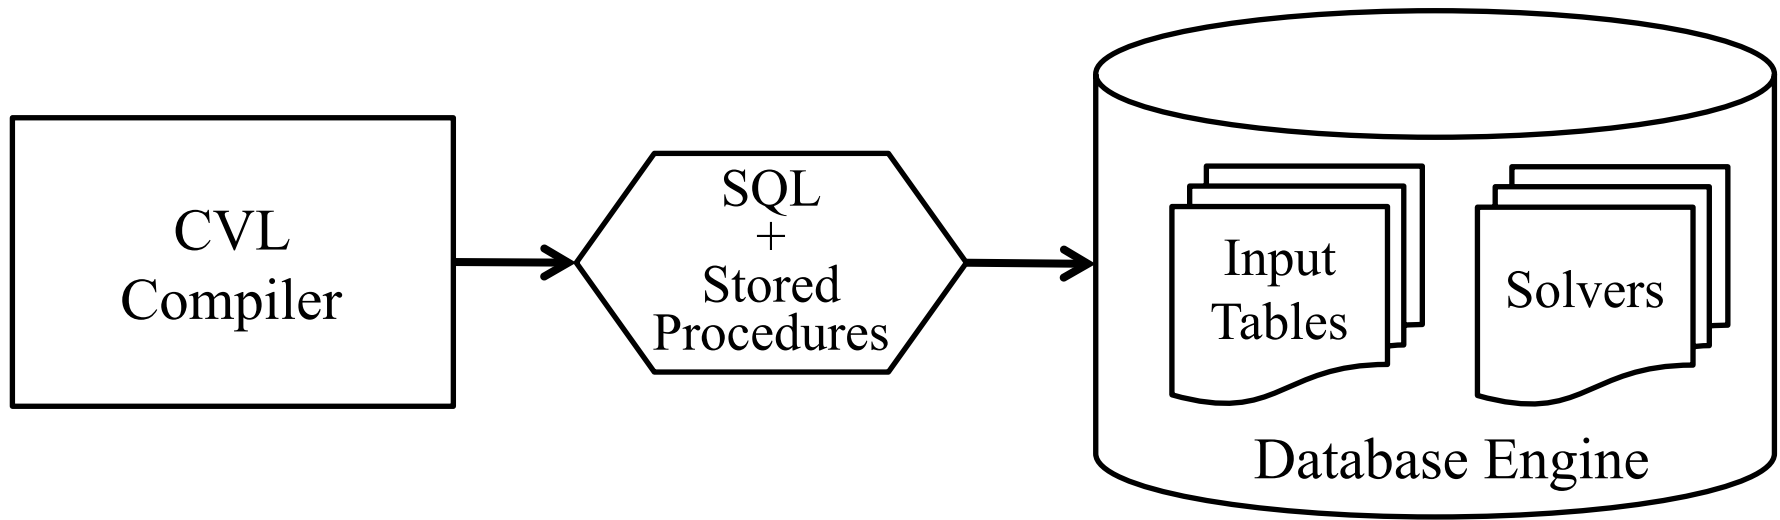 CVL
Compiler
SQL
+
Stored
Procedures
Input
Tables
Solvers
Database Engine